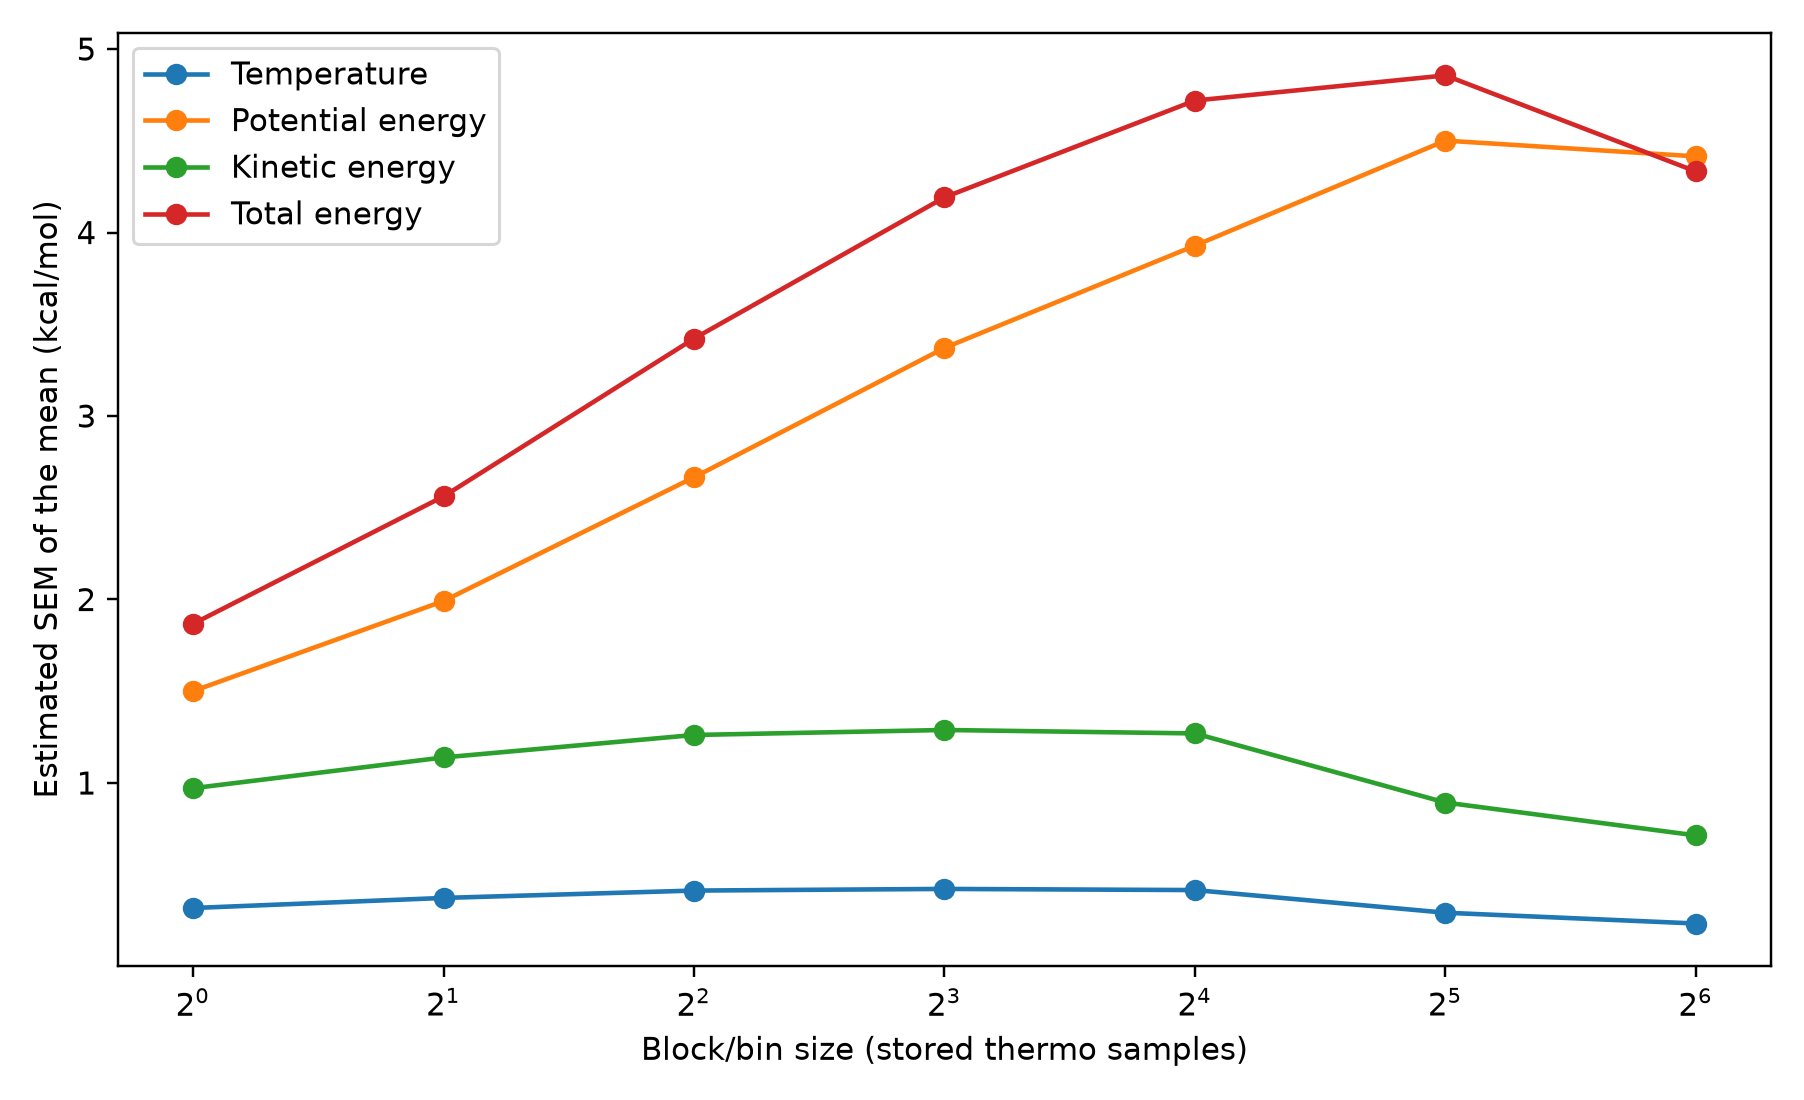 Temperature
Potential energy
Kinetic energy
Total energy
Estimated SEM of the mean (kcal/mol)
5
4
3
2
1
2⁰ 2¹ 2² 2³ 2⁴ 2⁵ 2⁶
Block/bin size (stored thermo samples)